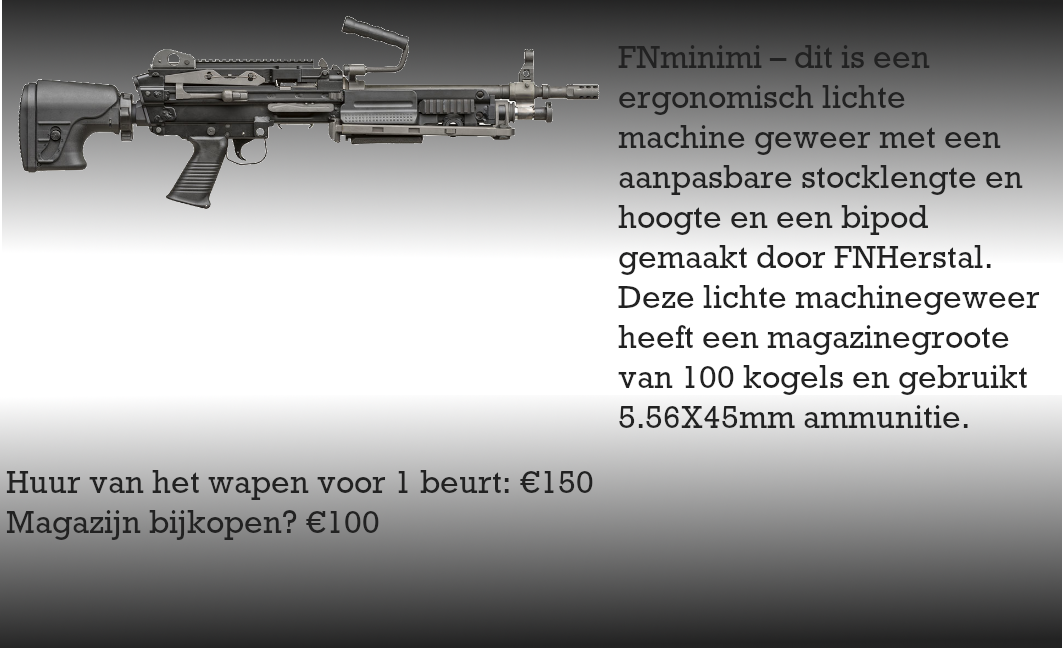 FNminimi – dit is een
ergonomisch lichte
machine geweer met een
aanpasbare stocklengte en
hoogte en een bipod
gemaakt door FNHerstal.
Deze lichte machinegeweer
heeft een magazinegroote
van 100 kogels en gebruikt
5.56X45mm ammunitie.
Huur van het wapen voor 1 beurt: €150
Magazijn bijkopen? €100